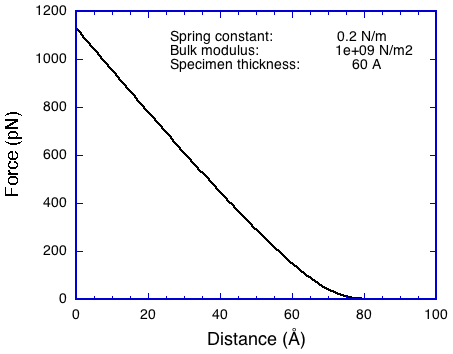 1200
1000
800
600
400
200
0
Force (pN)
Spring constant: 0.2 N/m
Bulk modulus: 1e+09 N/m2
Specimen thickness: 60 A
0 20 40 60 80 100
Distance (Å)